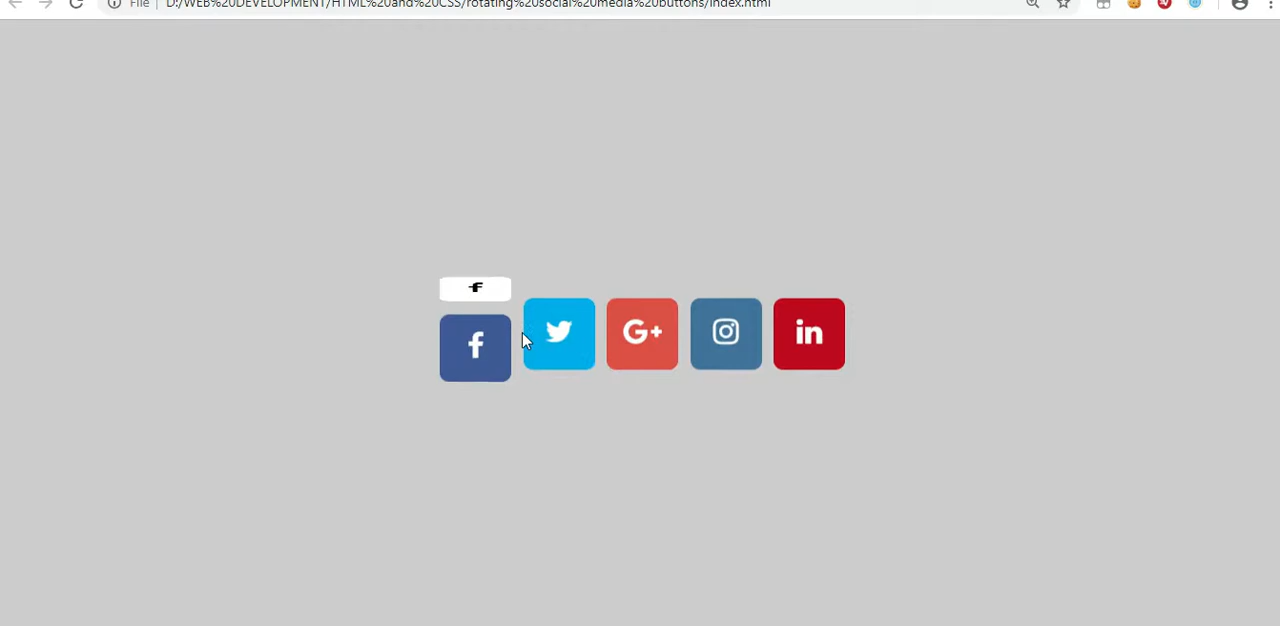 File D:/WEB%20DEVELOPMENT/HTML%20and%20CSS/rotating%20social%20media%20buttons/index.html
f
f G+ in